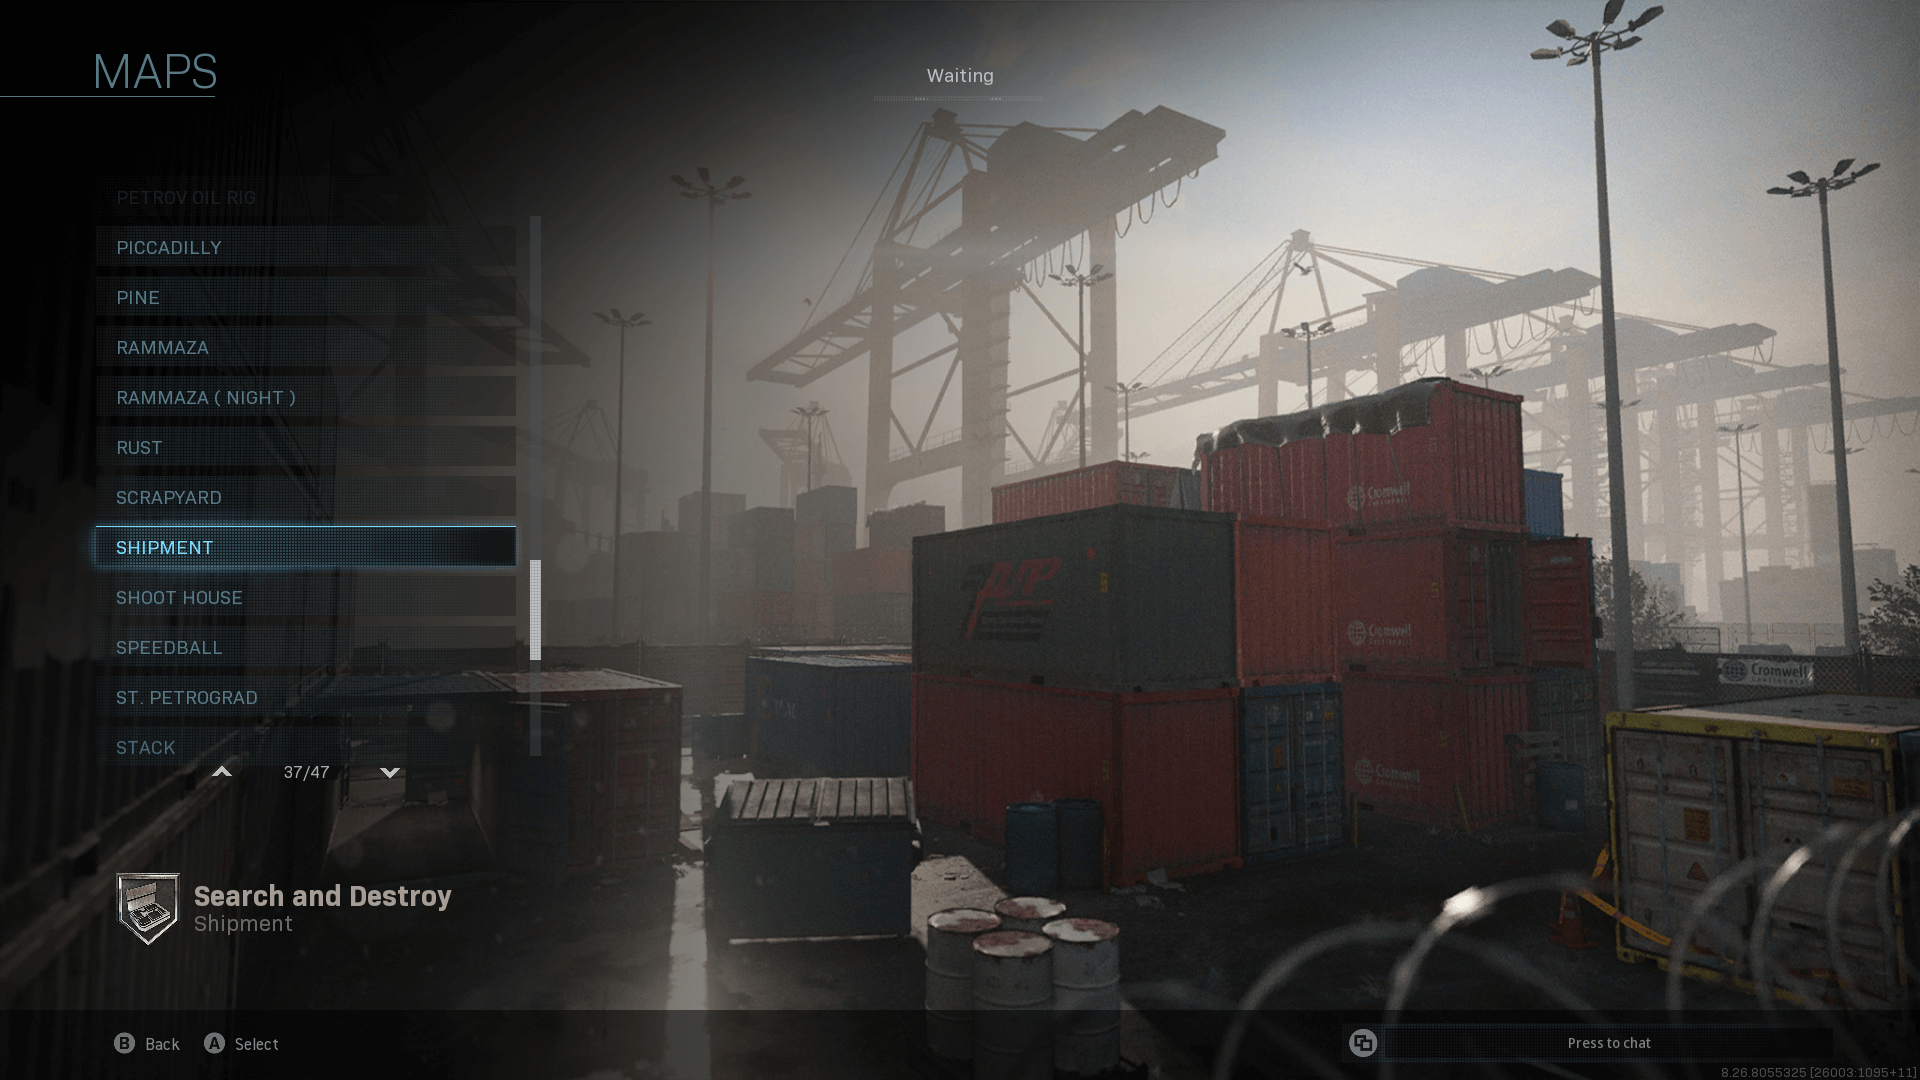 MAPS
Waiting
PETROV OIL RIG
PICCADILLY
PINE
RAMMAZA
RAMMAZA ( NIGHT )
RUST
SCRAPYARD
SHIPMENT
SHOOT HOUSE
SPEEDBALL
ST. PETROGRAD
STACK
37/47
Cromwell
Cromwell
Cromwell
Cromwell
Search and Destroy
Shipment
B Back
A Select
Press to chat
8.26.8055325 [26003:1095+11]